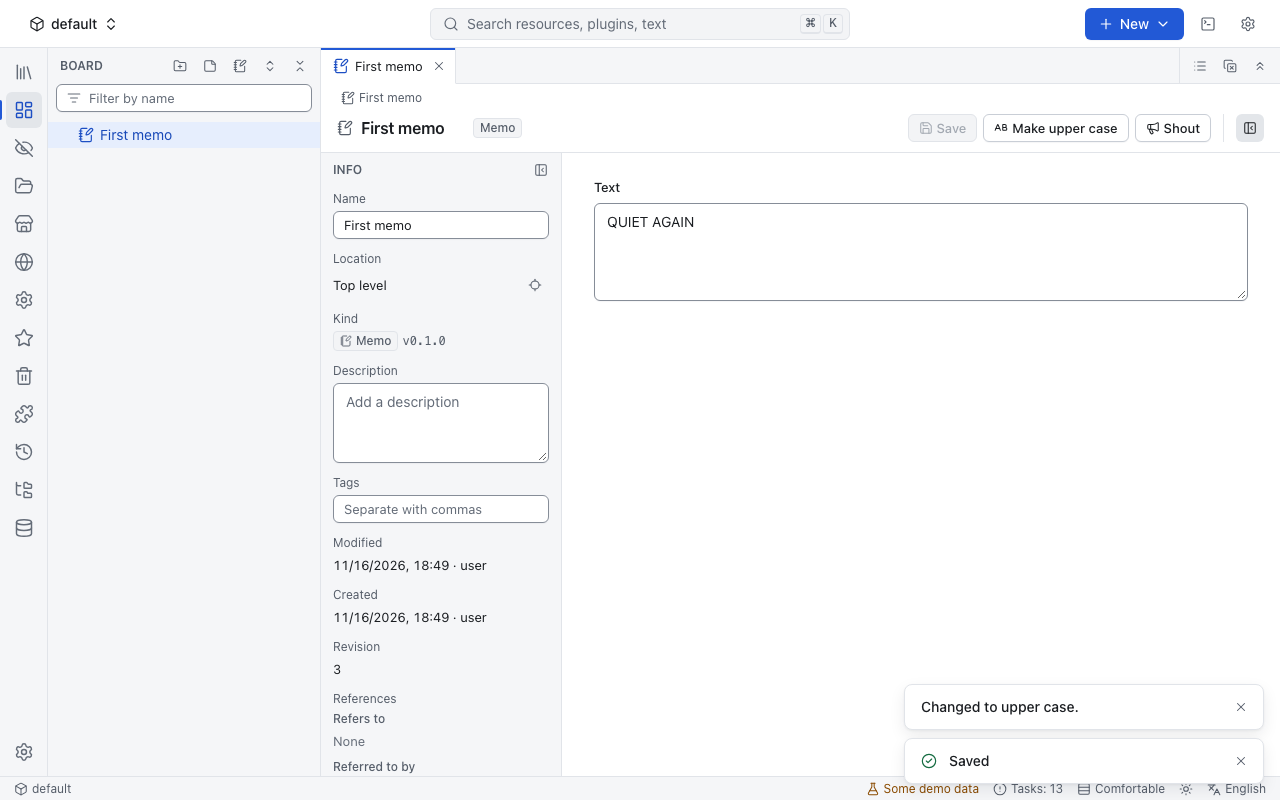 default
Search resources, plugins, text
⌘ K
New
BOARD
First memo
Filter by name
First memo
First memo
First memo
Memo
Save
AB Make upper case
Shout
INFO
Name
First memo
Location
Top level
Kind
Memo v0.1.0
Description
Add a description
Tags
Separate with commas
Modified
11/16/2026, 18:49 · user
Created
11/16/2026, 18:49 · user
Revision
3
References
Refers to
None
Referred to by
Text
QUIET AGAIN
Changed to upper case.
Saved
default
Some demo data
Tasks: 13
Comfortable
English